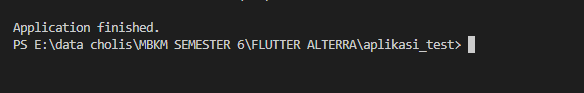 Application finished.
PS E:\data cholis\MBKM SEMESTER 6\FLUTTER ALTERRA\aplikasi_test>